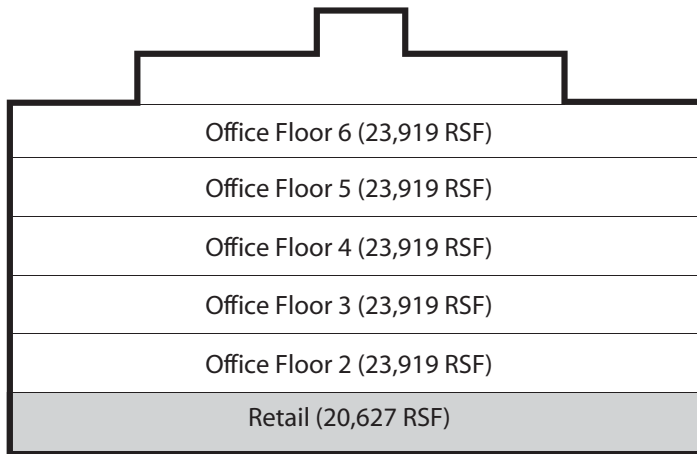 Office Floor 6 (23,919 RSF)
Office Floor 5 (23,919 RSF)
Office Floor 4 (23,919 RSF)
Office Floor 3 (23,919 RSF)
Office Floor 2 (23,919 RSF)
Retail (20,627 RSF)